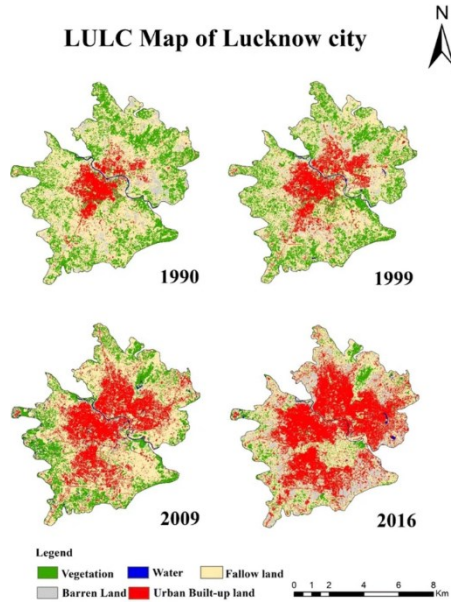 N
LULC Map of Lucknow city
1990
1999
2009
2016
Legend
Vegetation
Water
Fallow land
Barren Land
Urban Built-up land
0 1 2 4 6 8
Km